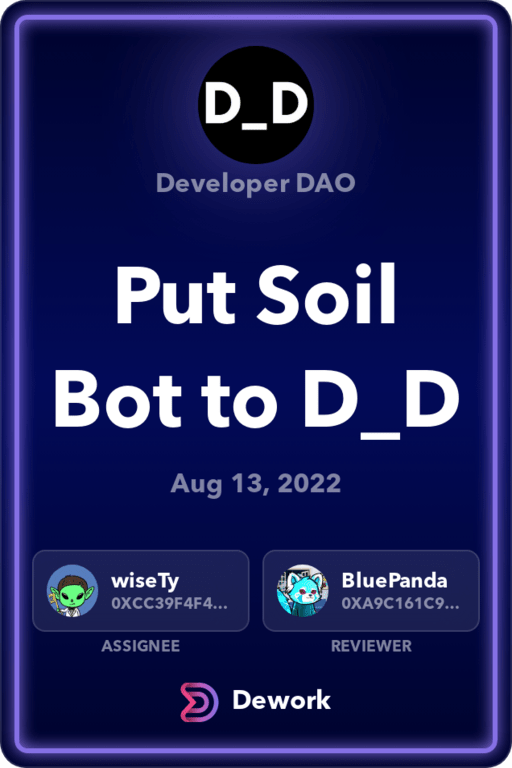 D_D
Developer DAO
Put Soil
Bot to D_D
Aug 13, 2022
wiseTy
0XCC39F4F4...
ASSIGNEE
BluePanda
0XA9C161C9...
REVIEWER
Dework